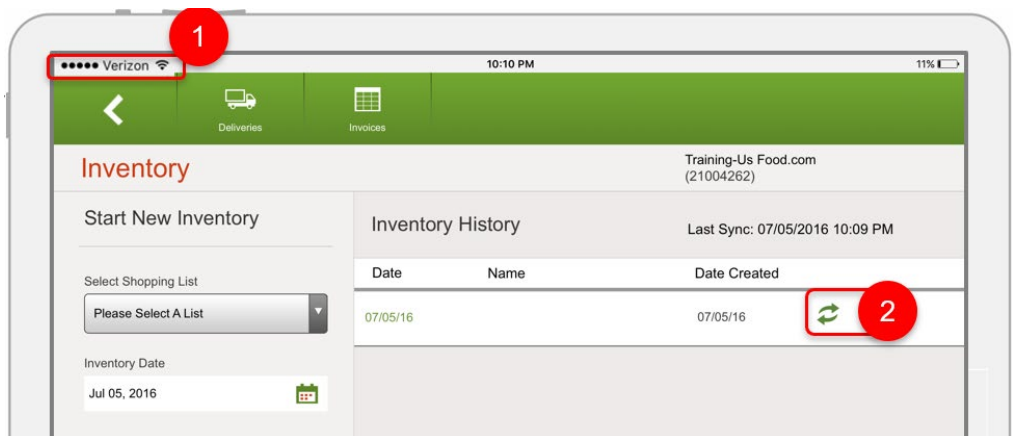 1
●●●●● Verizon 10:10 PM 11%
Deliveries Invoices
Inventory
Training-Us Food.com
(21004262)
Start New Inventory
Select Shopping List
Please Select A List
Inventory Date
Jul 05, 2016
Inventory History
Last Sync: 07/05/2016 10:09 PM
Date Name Date Created
07/05/16 07/05/16
2